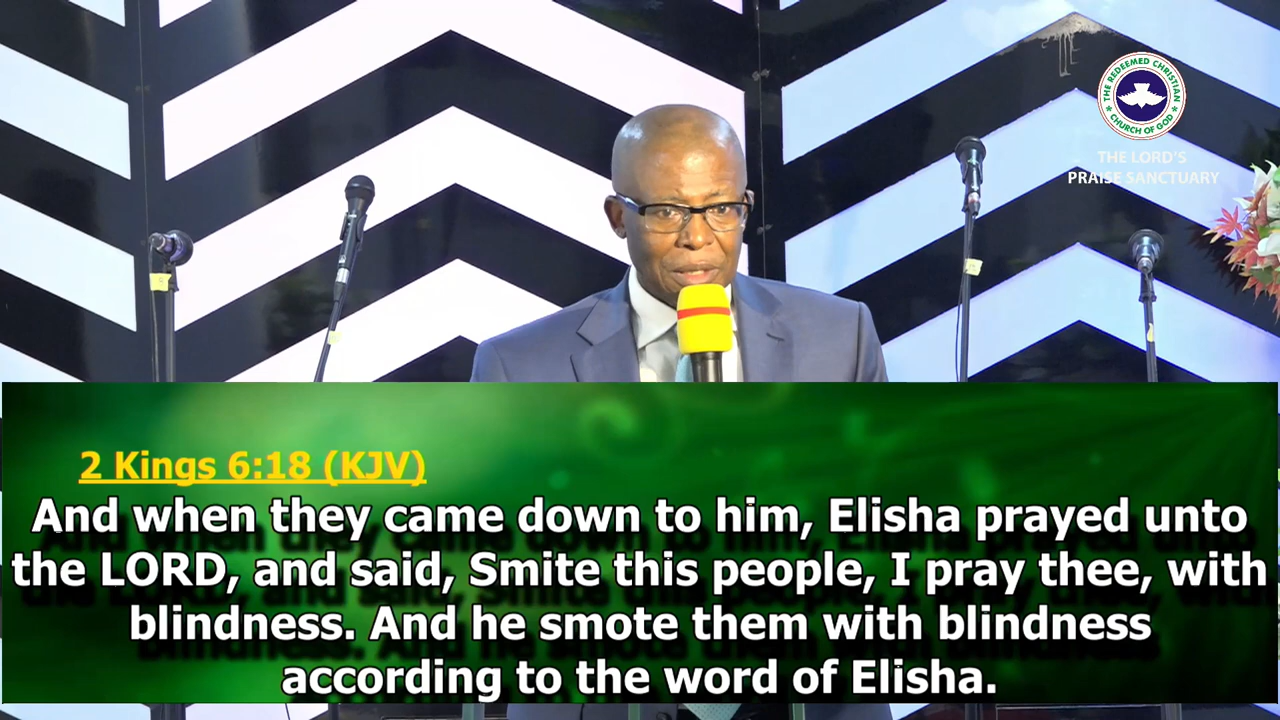 THE REDEEMED CHRISTIAN
CHURCH OF GOD
THE LORD'S
PRAISE SANCTUARY
2 Kings 6:18 (KJV)
And when they came down to him, Elisha prayed unto
the LORD, and said, Smite this people, I pray thee, with
blindness. And he smote them with blindness
according to the word of Elisha.